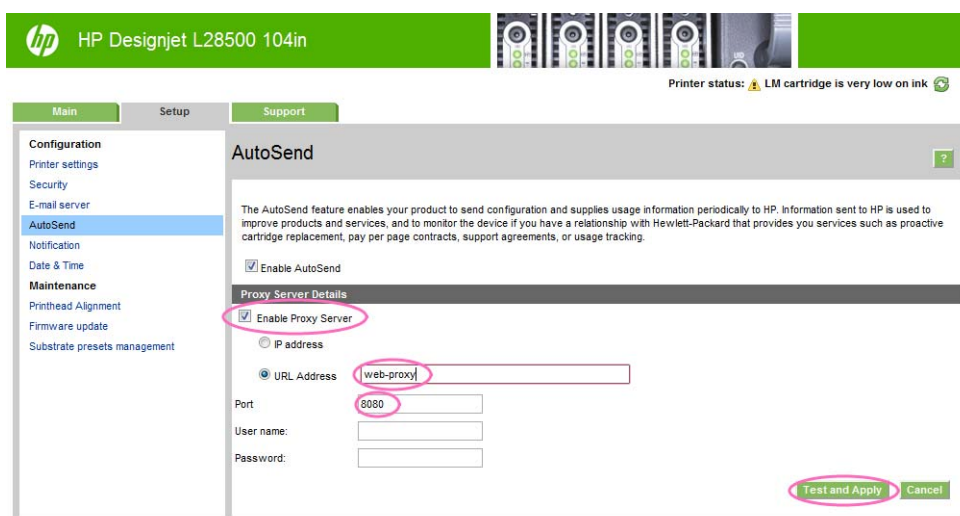 hp HP Designjet L28500 104in
Printer status: LM cartridge is very low on ink
Main Setup Support
Configuration
Printer settings
Security
E-mail server
AutoSend
Notification
Date & Time
Maintenance
Printhead Alignment
Firmware update
Substrate presets management
AutoSend
?
The AutoSend feature enables your product to send configuration and supplies usage information periodically to HP. Information sent to HP is used to
improve products and services, and to monitor the device if you have a relationship with Hewlett-Packard that provides you services such as proactive
cartridge replacement, pay per page contracts, support agreements, or usage tracking.
Enable AutoSend
Proxy Server Details
Enable Proxy Server
IP address
URL Address web-proxy
Port 8080
User name:
Password:
Test and Apply Cancel